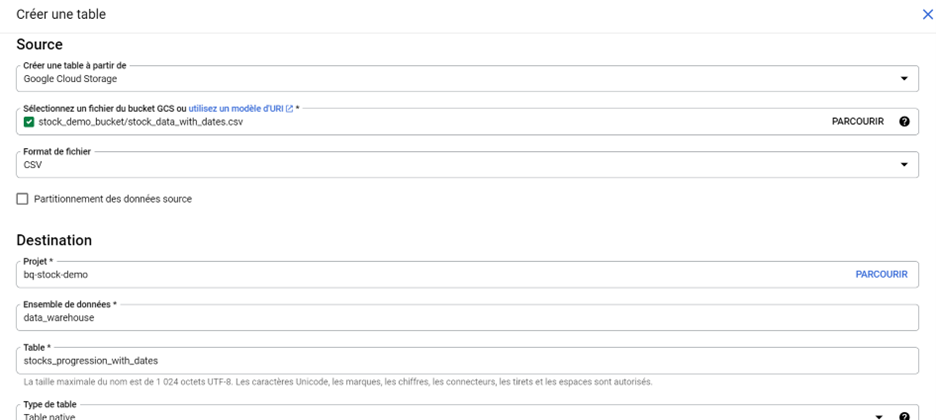 Créer une table
Source
Créer une table à partir de
Google Cloud Storage
Sélectionnez un fichier du bucket GCS ou utilisez un modèle d'URI *
stock_demo_bucket/stock_data_with_dates.csv PARCOURIR
Format de fichier
CSV
Partitionnement des données source
Destination
Projet *
bq-stock-demo PARCOURIR
Ensemble de données *
data_warehouse
Table *
stocks_progression_with_dates
La taille maximale du nom est de 1 024 octets UTF-8. Les caractères Unicode, les marques, les chiffres, les connecteurs, les tirets et les espaces sont autorisés.
Type de table
Table native